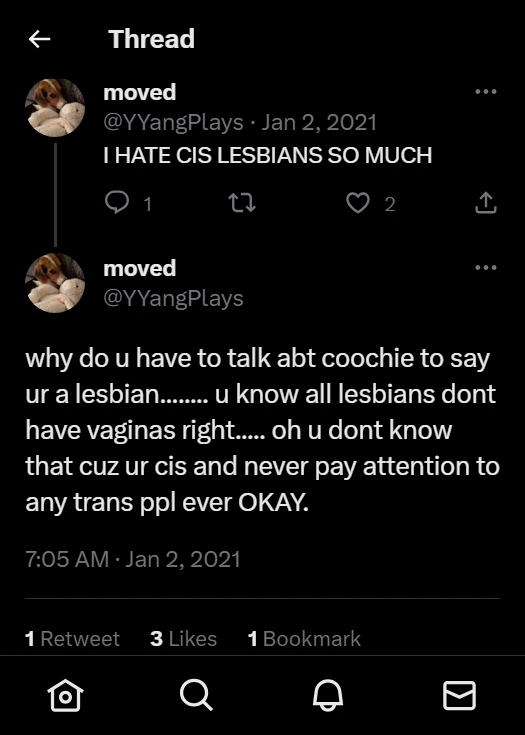 Thread
moved
@YYangPlays · Jan 2, 2021
I HATE CIS LESBIANS SO MUCH
1
2
moved
@YYangPlays
why do u have to talk abt coochie to say
ur a lesbian........ u know all lesbians dont
have vaginas right..... oh u dont know
that cuz ur cis and never pay attention to
any trans ppl ever OKAY.
7:05 AM · Jan 2, 2021
1 Retweet 3 Likes 1 Bookmark